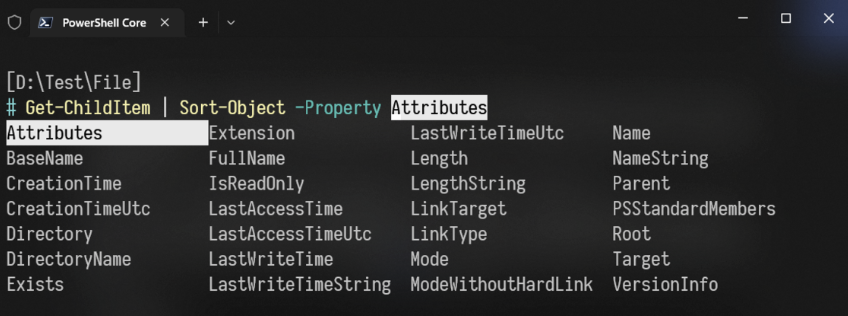 PowerShell Core
[D:\Test\File]
# Get-ChildItem | Sort-Object -Property Attributes
Attributes Extension LastWriteTimeUtc Name
BaseName FullName Length NameString
CreationTime IsReadOnly LengthString Parent
CreationTimeUtc LastAccessTime LinkTarget PSStandardMembers
Directory LastAccessTimeUtc LinkType Root
DirectoryName LastWriteTime Mode Target
Exists LastWriteTimeString ModeWithoutHardLink VersionInfo